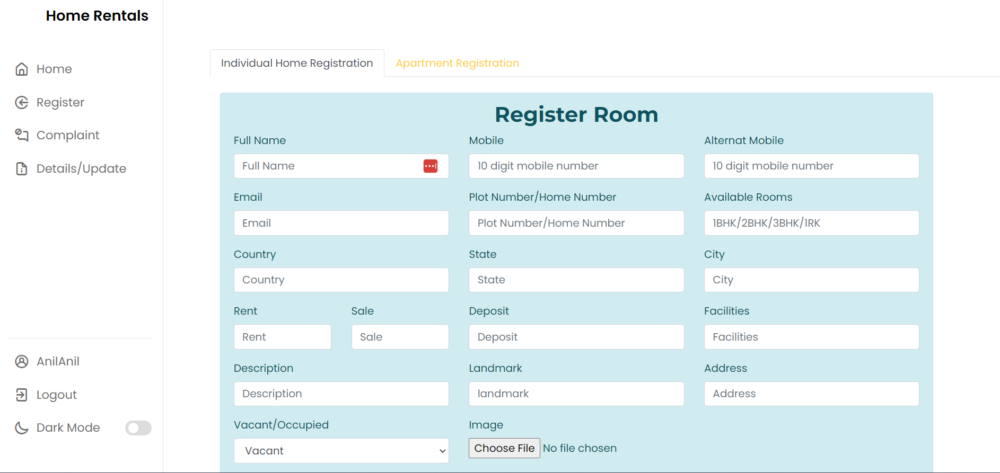 Home Rentals
Home
Register
Complaint
Details/Update
AnilAnil
Logout
Dark Mode
Individual Home Registration Apartment Registration
Register Room
Full Name Mobile Alternat Mobile
Full Name 10 digit mobile number 10 digit mobile number
Email Plot Number/Home Number Available Rooms
Email Plot Number/Home Number 1BHK/2BHK/3BHK/1RK
Country State City
Country State City
Rent Sale Deposit Facilities
Rent Sale Deposit Facilities
Description Landmark Address
Description landmark Address
Vacant/Occupied Image
Vacant Choose File No file chosen